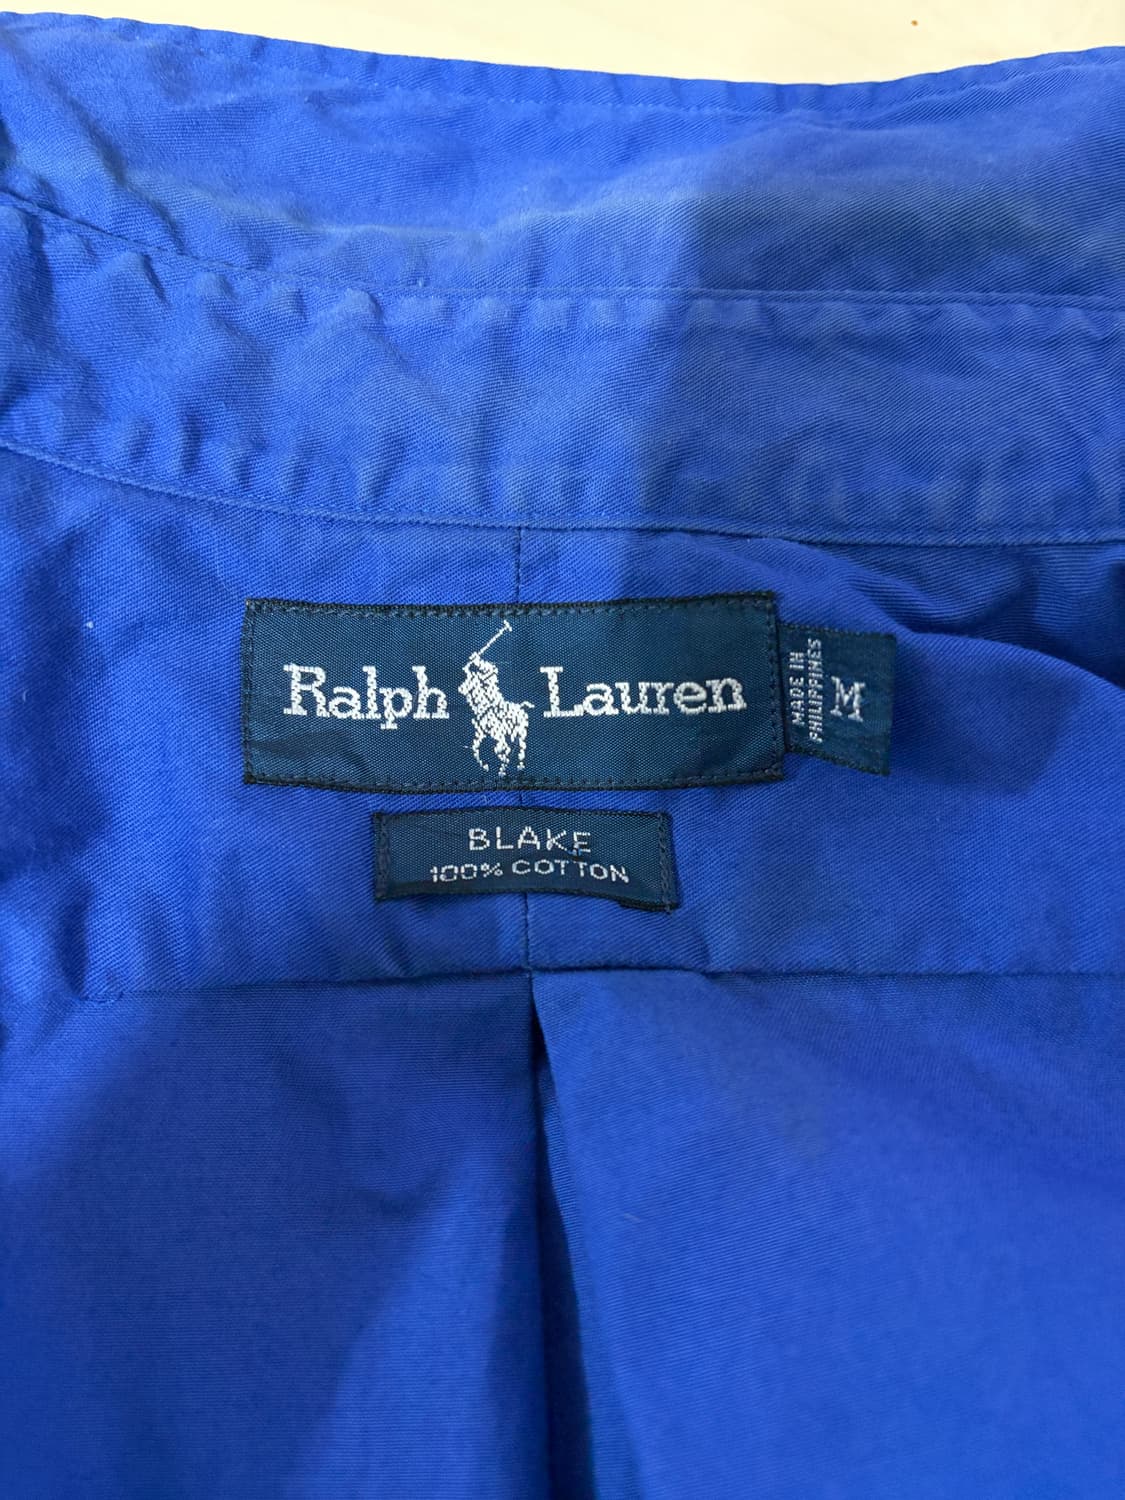 Ralph Lauren
MADE IN
PHILIPPINES
M
BLAKE
100% COTTON